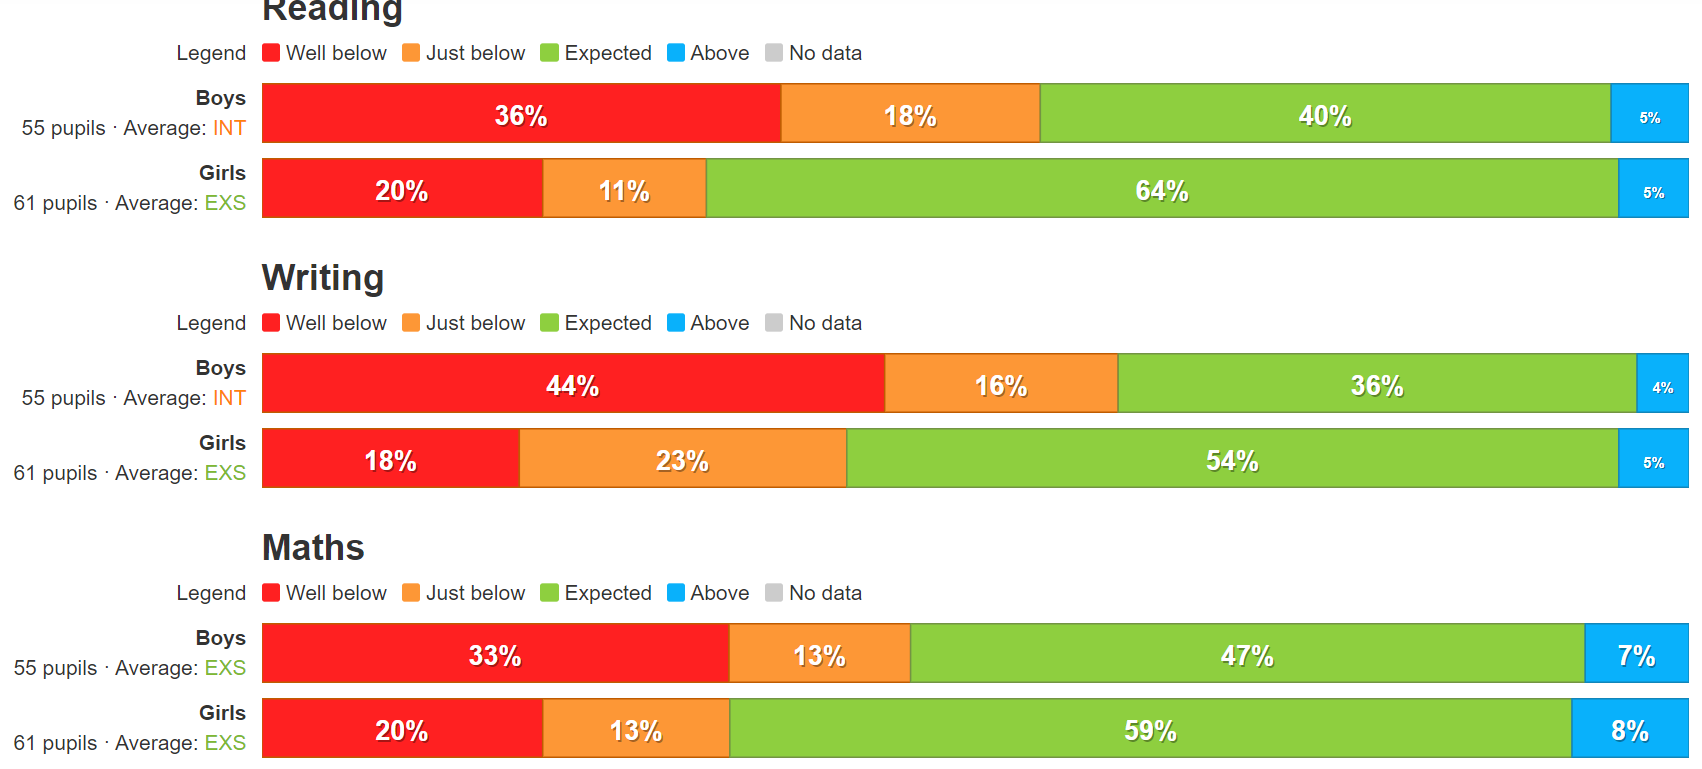 Reading
Legend Well below Just below Expected Above No data
Boys
55 pupils · Average: INT
36% 18% 40% 5%
Girls
61 pupils · Average: EXS
20% 11% 64% 5%
Writing
Legend Well below Just below Expected Above No data
Boys
55 pupils · Average: INT
44% 16% 36% 4%
Girls
61 pupils · Average: EXS
18% 23% 54% 5%
Maths
Legend Well below Just below Expected Above No data
Boys
55 pupils · Average: EXS
33% 13% 47% 7%
Girls
61 pupils · Average: EXS
20% 13% 59% 8%